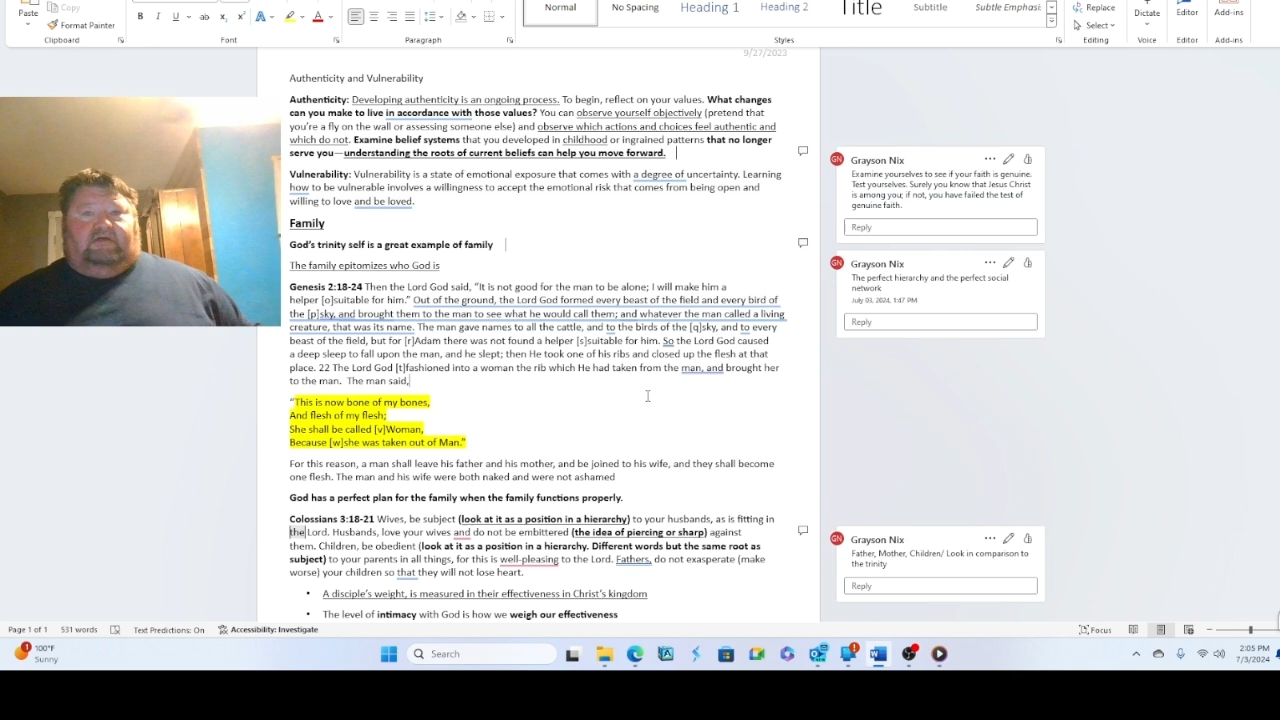 Paste
Copy
Format Painter
Clipboard
B I U ab x₂ x² A A
Font
Paragraph
Normal
No Spacing
Heading 1
Heading 2
Title
Subtitle
Subtle Emphasi
Styles
Replace
Select
Editing
Dictate
Voice
Editor
Editor
Add-ins
Add-ins
9/27/2023
Authenticity and Vulnerability
Authenticity: Developing authenticity is an ongoing process. To begin, reflect on your values. What changes
can you make to live in accordance with those values? You can observe yourself objectively (pretend that
you're a fly on the wall or assessing someone else) and observe which actions and choices feel authentic and
which do not. Examine belief systems that you developed in childhood or ingrained patterns that no longer
serve you—understanding the roots of current beliefs can help you move forward.
Vulnerability: Vulnerability is a state of emotional exposure that comes with a degree of uncertainty. Learning
how to be vulnerable involves a willingness to accept the emotional risk that comes from being open and
willing to love and be loved.
Family
God's trinity self is a great example of family
The family epitomizes who God is
Genesis 2:18-24 Then the Lord God said, "It is not good for the man to be alone; I will make him a
helper [o]suitable for him." Out of the ground, the Lord God formed every beast of the field and every bird of
the [p]sky, and brought them to the man to see what he would call them; and whatever the man called a living
creature, that was its name. The man gave names to all the cattle, and to the birds of the [q]sky, and to every
beast of the field, but for [r]Adam there was not found a helper [s]suitable for him. So the Lord God caused
a deep sleep to fall upon the man, and he slept; then He took one of his ribs and closed up the flesh at that
place. 22 The Lord God [t]fashioned into a woman the rib which He had taken from the man, and brought her
to the man.  The man said,
"This is now bone of my bones,
And flesh of my flesh;
She shall be called [v]Woman,
Because [w]she was taken out of Man."
For this reason, a man shall leave his father and his mother, and be joined to his wife, and they shall become
one flesh. The man and his wife were both naked and were not ashamed
God has a perfect plan for the family when the family functions properly.
Colossians 3:18-21 Wives, be subject (look at it as a position in a hierarchy) to your husbands, as is fitting in
the Lord. Husbands, love your wives and do not be embittered (the idea of piercing or sharp) against
them. Children, be obedient (look at it as a position in a hierarchy. Different words but the same root as
subject) to your parents in all things, for this is well-pleasing to the Lord. Fathers, do not exasperate (make
worse) your children so that they will not lose heart.
• A disciple's weight, is measured in their effectiveness in Christ's kingdom
• The level of intimacy with God is how we weigh our effectiveness
GN Grayson Nix
Examine yourselves to see if your faith is genuine.
Test yourselves. Surely you know that Jesus Christ
is among you; if not, you have failed the test of
genuine faith.
Reply
GN Grayson Nix
The perfect hierarchy and the perfect social
network
July 03, 2024, 1:47 PM
Reply
GN Grayson Nix
Father, Mother, Children/ Look in comparison to
the trinity
Reply
Page 1 of 1 531 words Text Predictions: On Accessibility: Investigate Focus
1 100°F
Sunny
Search
1
2:05 PM
7/3/2024